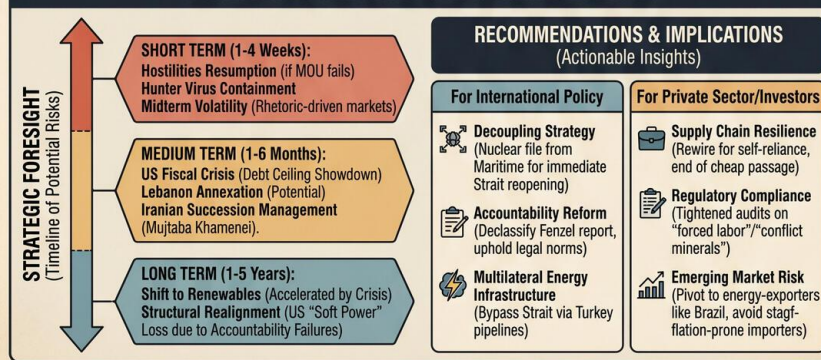 STRATEGIC FORESIGHT
(Timeline of Potential Risks)
SHORT TERM (1-4 Weeks):
Hostilities Resumption (if MOU fails)
Hunter Virus Containment
Midterm Volatility (Rhetoric-driven markets)
MEDIUM TERM (1-6 Months):
US Fiscal Crisis (Debt Ceiling Showdown)
Lebanon Annexation (Potential)
Iranian Succession Management
(Mujtaba Khamenei).
LONG TERM (1-5 Years):
Shift to Renewables (Accelerated by Crisis)
Structural Realignment (US “Soft Power”
Loss due to Accountability Failures)
RECOMMENDATIONS & IMPLICATIONS
(Actionable Insights)
For International Policy
Decoupling Strategy
(Nuclear file from
Maritime for immediate
Strait reopening)
Accountability Reform
(Declassify Fenzel report,
uphold legal norms)
Multilateral Energy
Infrastructure
(Bypass Strait via Turkey
pipelines)
For Private Sector/Investors
Supply Chain Resilience
(Rewire for self-reliance,
end of cheap passage)
Regulatory Compliance
(Tightened audits on
“forced labor”/“conflict
minerals”)
Emerging Market Risk
(Pivot to energy-exporters
like Brazil, avoid stagf-
flation-prone importers)